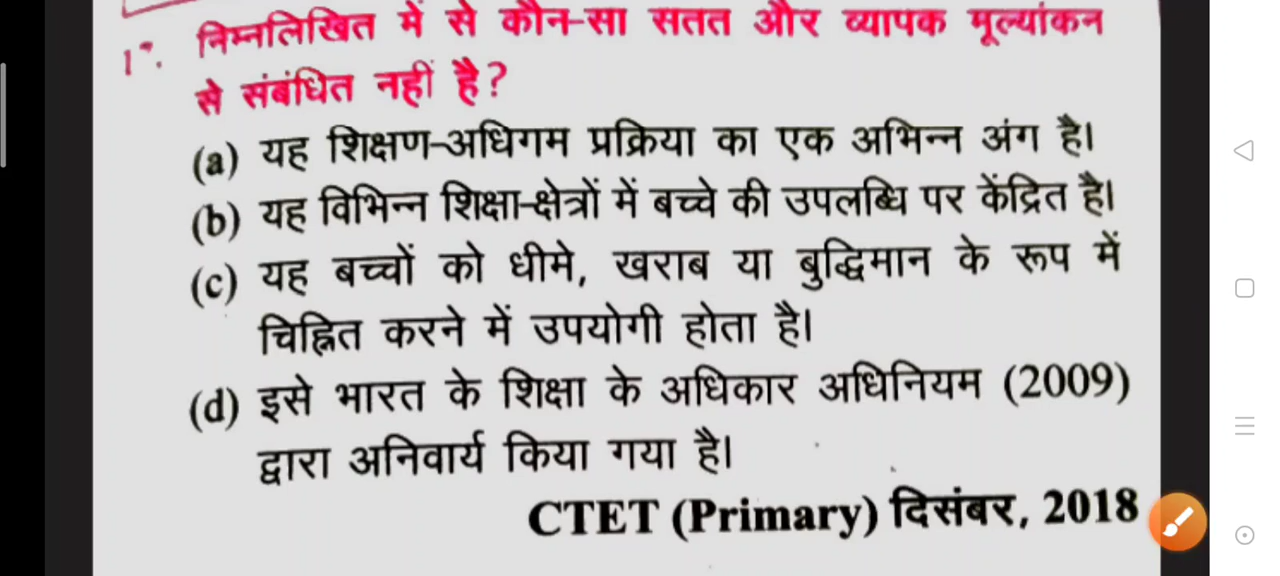 1. निम्नलिखित में से कौन-सा सतत और व्यापक मूल्यांकन
से संबंधित नहीं है?
(a) यह शिक्षण-अधिगम प्रक्रिया का एक अभिन्न अंग है।
(b) यह विभिन्न शिक्षा-क्षेत्रों में बच्चे की उपलब्धि पर केंद्रित है।
(c) यह बच्चों को धीमे, खराब या बुद्धिमान के रूप में
चिह्नित करने में उपयोगी होता है।
(d) इसे भारत के शिक्षा के अधिकार अधिनियम (2009)
द्वारा अनिवार्य किया गया है।
CTET (Primary) दिसंबर, 2018